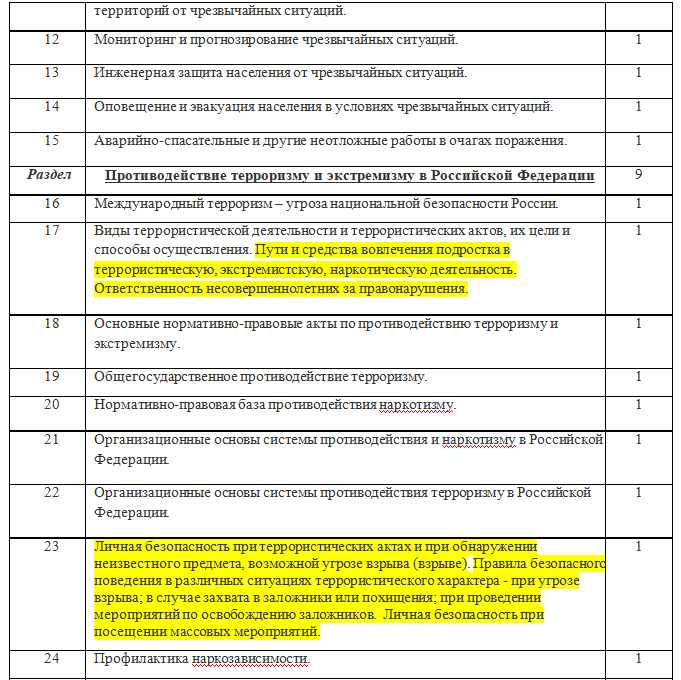 территорий от чрезвычайных ситуаций.
12 Мониторинг и прогнозирование чрезвычайных ситуаций. 1
13 Инженерная защита населения от чрезвычайных ситуаций. 1
14 Оповещение и эвакуация населения в условиях чрезвычайных ситуаций. 1
15 Аварийно-спасательные и другие неотложные работы в очагах поражения. 1
Раздел Противодействие терроризму и экстремизму в Российской Федерации 9
16 Международный терроризм – угроза национальной безопасности России. 1
17 Виды террористической деятельности и террористических актов, их цели и 1
способы осуществления. Пути и средства вовлечения подростка в
террористическую, экстремистскую, наркотическую деятельность.
Ответственность несовершеннолетних за правонарушения.
18 Основные нормативно-правовые акты по противодействию терроризму и 1
экстремизму.
19 Общегосударственное противодействие терроризму. 1
20 Нормативно-правовая база противодействия наркотизму. 1
21 Организационные основы системы противодействия и наркотизму в Российской 1
Федерации.
22 Организационные основы системы противодействия терроризму в Российской 1
Федерации.
23 Личная безопасность при террористических актах и при обнаружении 1
неизвестного предмета, возможной угрозе взрыва (взрыве). Правила безопасного
поведения в различных ситуациях террористического характера - при угрозе
взрыва; в случае захвата в заложники или похищения; при проведении
мероприятий по освобождению заложников. Личная безопасность при
посещении массовых мероприятий.
24 Профилактика наркозависимости. 1